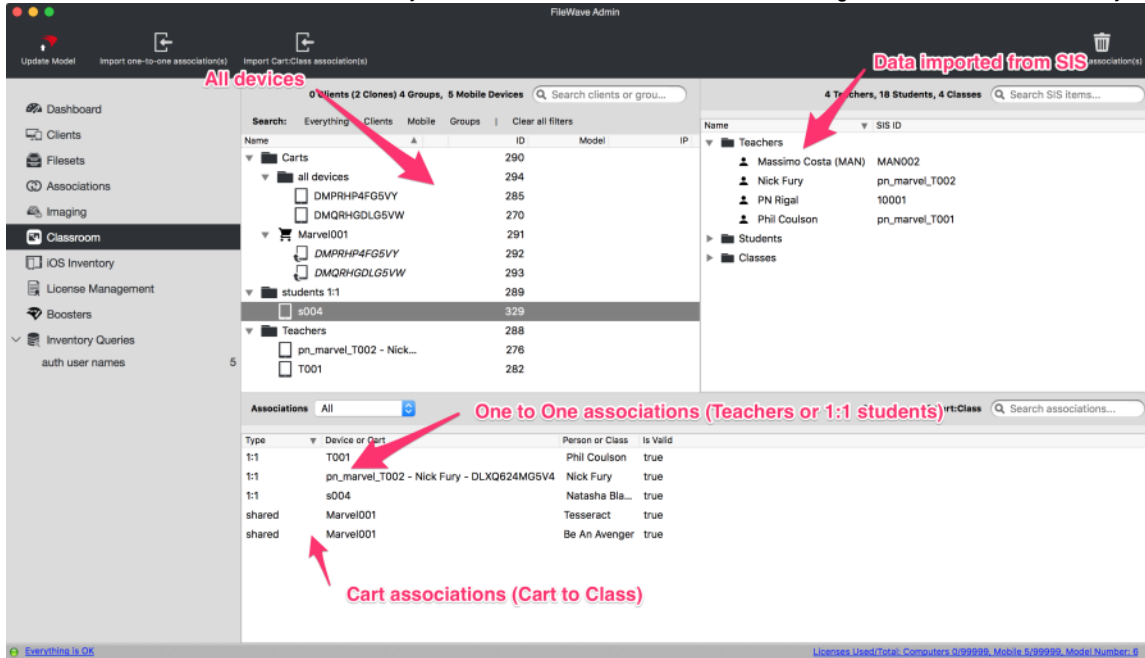 FileWave Admin
Update Model
Import one-to-one association(s)
Import Cart:Class association(s)
association(s)
All devices
Data imported from SIS
0 Clients (2 Clones) 4 Groups, 5 Mobile Devices
Search clients or grou...
4 Teachers, 18 Students, 4 Classes
Search SIS items...
Dashboard
Clients
Filesets
Associations
Imaging
Classroom
iOS Inventory
License Management
Boosters
Inventory Queries
auth user names 5
Search: Everything Clients Mobile Groups | Clear all filters
Name ID Model IP
Carts 290
all devices 294
DMPRHP4FG5VY 285
DMQRHGDLG5VW 270
Marvel001 291
DMPRHP4FG5VY 292
DMQRHGDLG5VW 293
students 1:1 289
s004 329
Teachers 288
pn_marvel_T002 - Nick... 276
T001 282
Name SIS ID
Teachers
Massimo Costa (MAN) MAN002
Nick Fury pn_marvel_T002
PN Rigal 10001
Phil Coulson pn_marvel_T001
Students
Classes
Associations All
One to One associations (Teachers or 1:1 students)
rt:Class
Search associations...
Type Device or Cart Person or Class Is Valid
1:1 T001 Phil Coulson true
1:1 pn_marvel_T002 - Nick Fury - DLXQ624MG5V4 Nick Fury true
1:1 s004 Natasha Bla... true
shared Marvel001 Tesseract true
shared Marvel001 Be An Avenger true
Cart associations (Cart to Class)
Everything is OK
Licenses Used/Total: Computers 0/99999, Mobile 5/99999, Model Number: 6